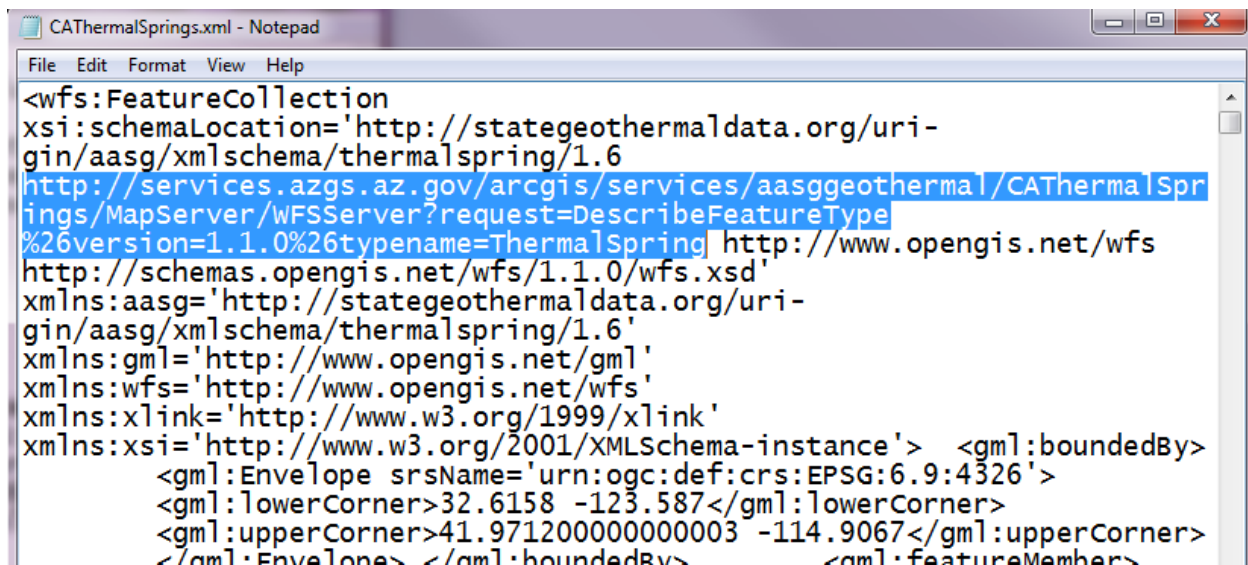 CAThermalSprings.xml - Notepad
File Edit Format View Help
<wfs:FeatureCollection
xsi:schemaLocation='http://stategeothermaldata.org/uri-
gin/aasg/xmlschema/thermalspring/1.6
http://services.azgs.az.gov/arcgis/services/aasggeothermal/CAThermalSpr
ings/MapServer/WFSServer?request=DescribeFeatureType
%26version=1.1.0%26typename=ThermalSpring http://www.opengis.net/wfs
http://schemas.opengis.net/wfs/1.1.0/wfs.xsd'
xmlns:aasg='http://stategeothermaldata.org/uri-
gin/aasg/xmlschema/thermalspring/1.6'
xmlns:gml='http://www.opengis.net/gml'
xmlns:wfs='http://www.opengis.net/wfs'
xmlns:xlink='http://www.w3.org/1999/xlink'
xmlns:xsi='http://www.w3.org/2001/XMLSchema-instance'> <gml:boundedBy>
<gml:Envelope srsName='urn:ogc:def:crs:EPSG:6.9:4326'>
<gml:lowerCorner>32.6158 -123.587</gml:lowerCorner>
<gml:upperCorner>41.971200000000003 -114.9067</gml:upperCorner>
</gml:Envelope> </gml:boundedBy> <gml:featureMember>